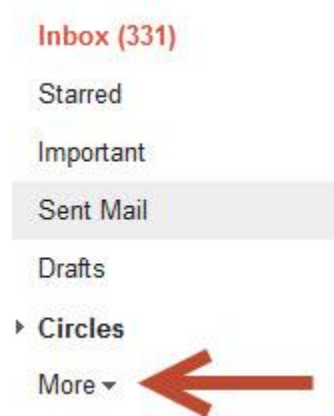 Inbox (331)
Starred
Important
Sent Mail
Drafts
Circles
More